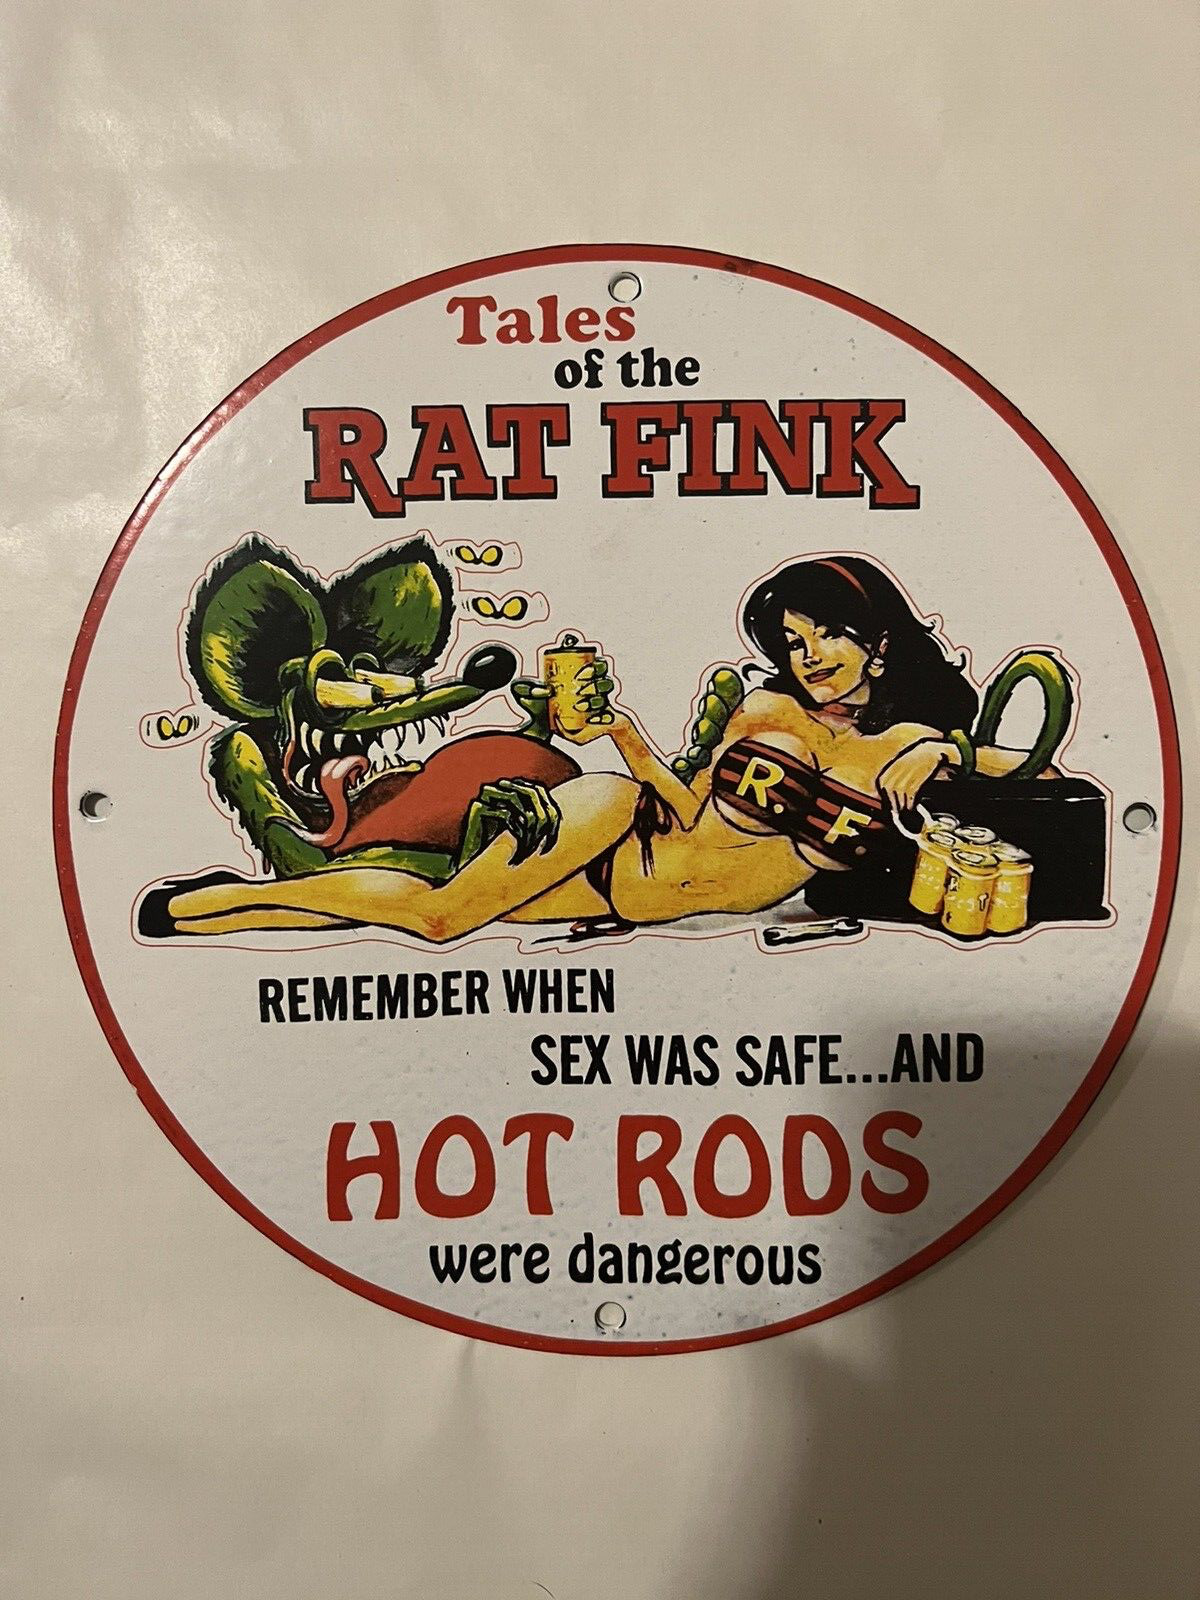 Tales
of the
RAT FINK
R.
F.
REMEMBER WHEN
SEX WAS SAFE...AND
HOT RODS
were dangerous